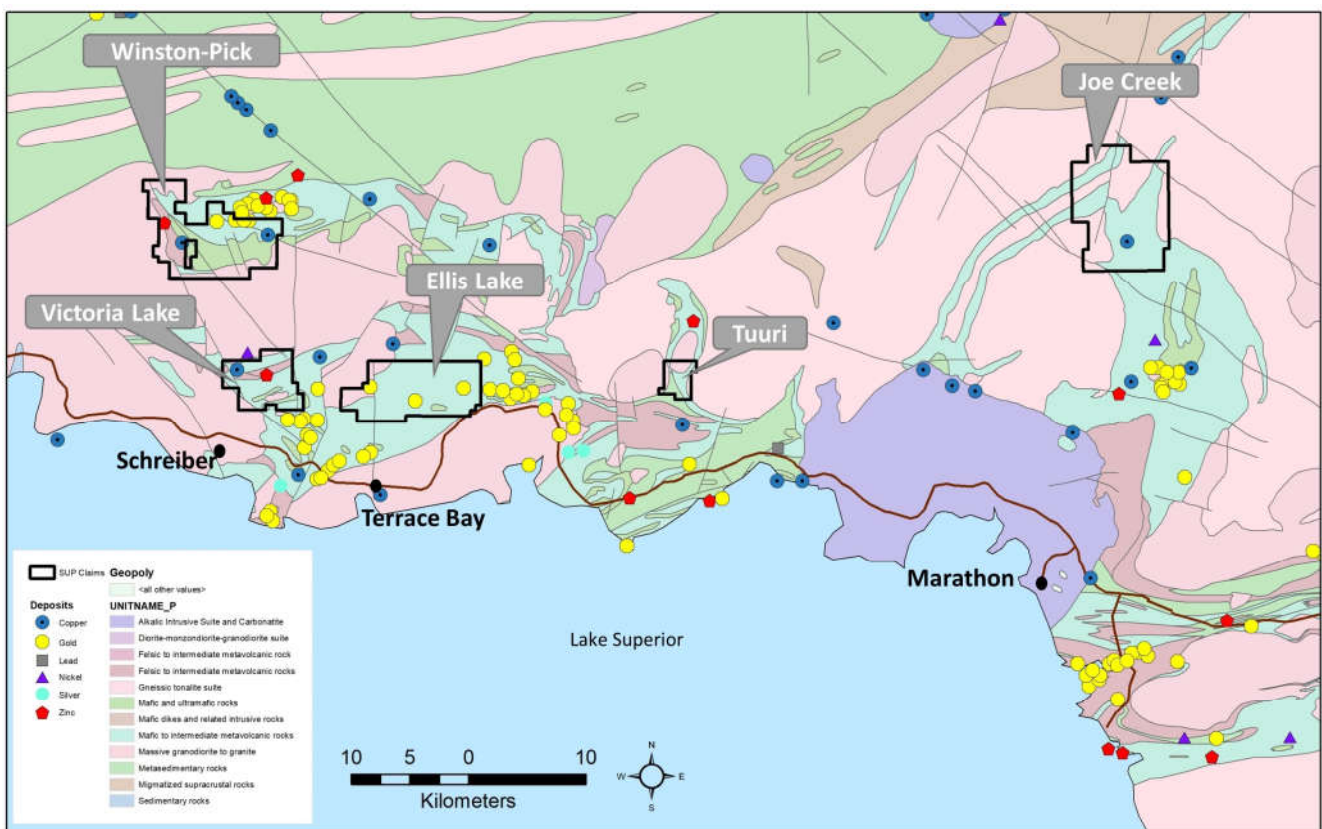 Winston-Pick
Joe Creek
Ellis Lake
Victoria Lake
Tuuri
Schreiber
Terrace Bay
Marathon
Lake Superior
SUP Claims
Deposits
Copper
Gold
Lead
Nickel
Silver
Zinc
Geopoly
<all other values>
UNITNAME_P
Alkalic Intrusive Suite and Carbonatite
Diorite-monzondiorite-granodiorite suite
Felsic to intermediate metavolcanic rock
Felsic to intermediate metavolcanic rocks
Gneissic tonalite suite
Mafic and ultramafic rocks
Mafic dikes and related intrusive rocks
Mafic to intermediate metavolcanic rocks
Massive granodiorite to granite
Metasedimentary rocks
Migmatized supracrustal rocks
Sedimentary rocks
10 5 0 10
Kilometers
N
W E
S